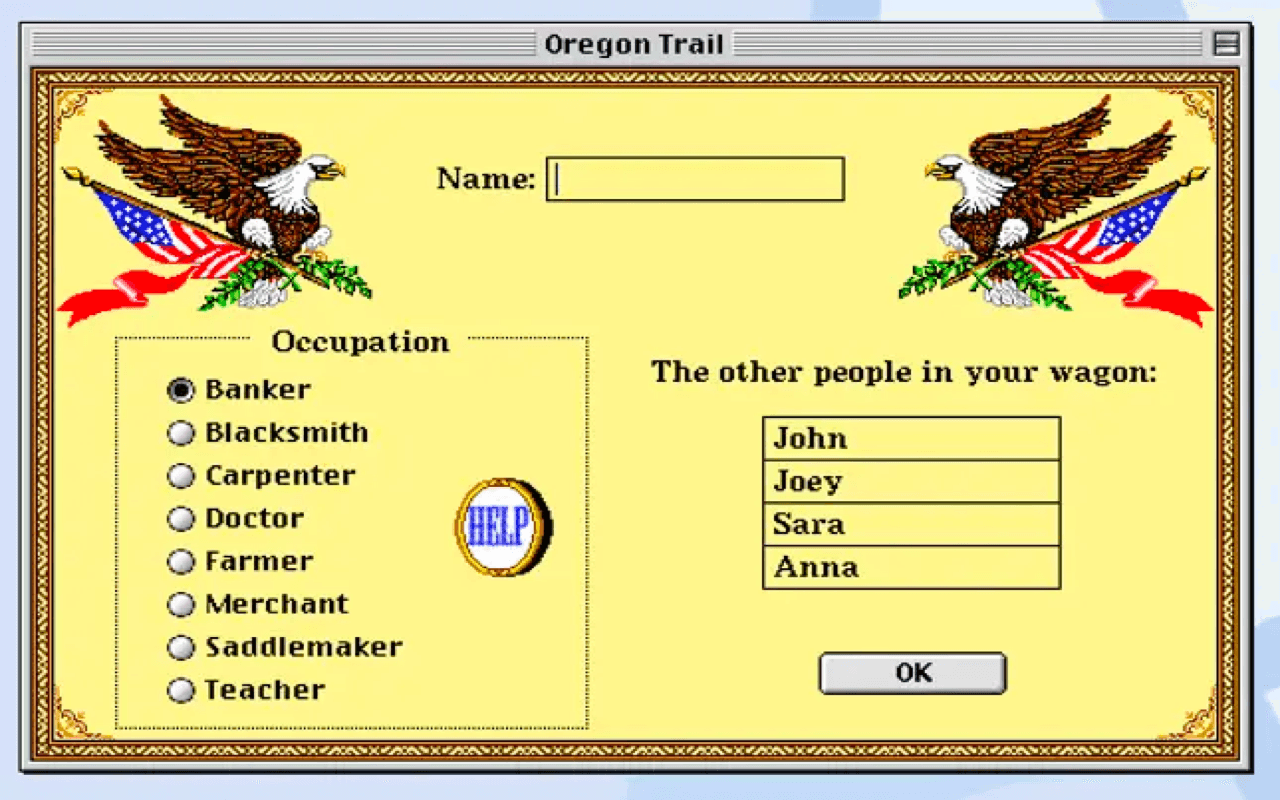 Oregon Trail
Name:
Occupation
Banker
Blacksmith
Carpenter
Doctor
Farmer
Merchant
Saddlemaker
Teacher
HELP
The other people in your wagon:
John
Joey
Sara
Anna
OK